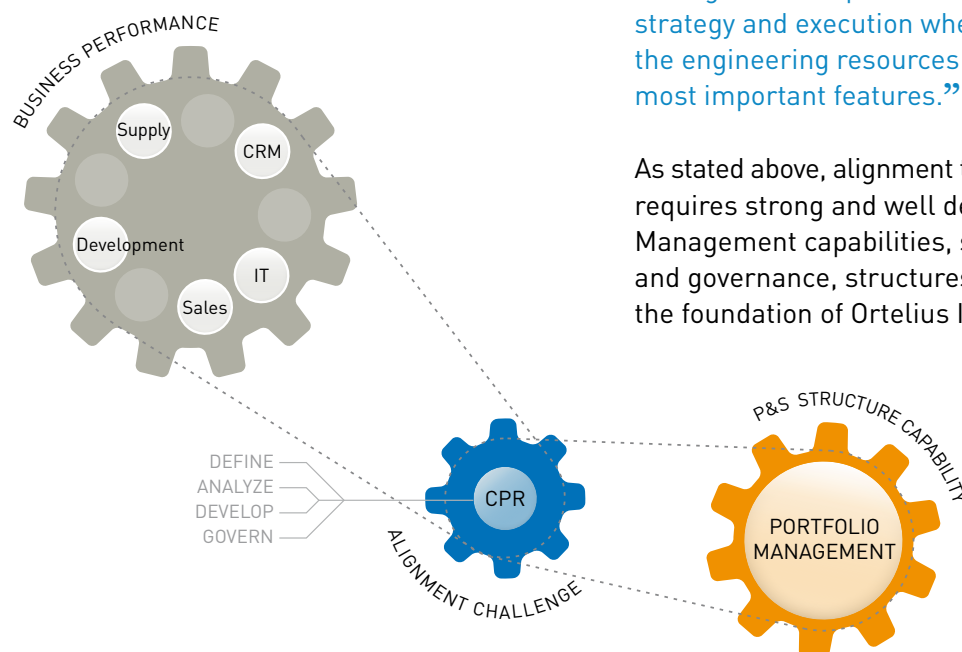 strategy and execution
the engineering resources
most important features.”
As stated above, alignment
requires strong and well
Management capabilities,
and governance, structures
the foundation of Ortelius
BUSINESS PERFORMANCE
Supply
CRM
Development
IT
Sales
DEFINE
ANALYZE
DEVELOP
GOVERN
CPR
ALIGNMENT CHALLENGE
P&S STRUCTURE CAPABILITY
PORTFOLIO
MANAGEMENT